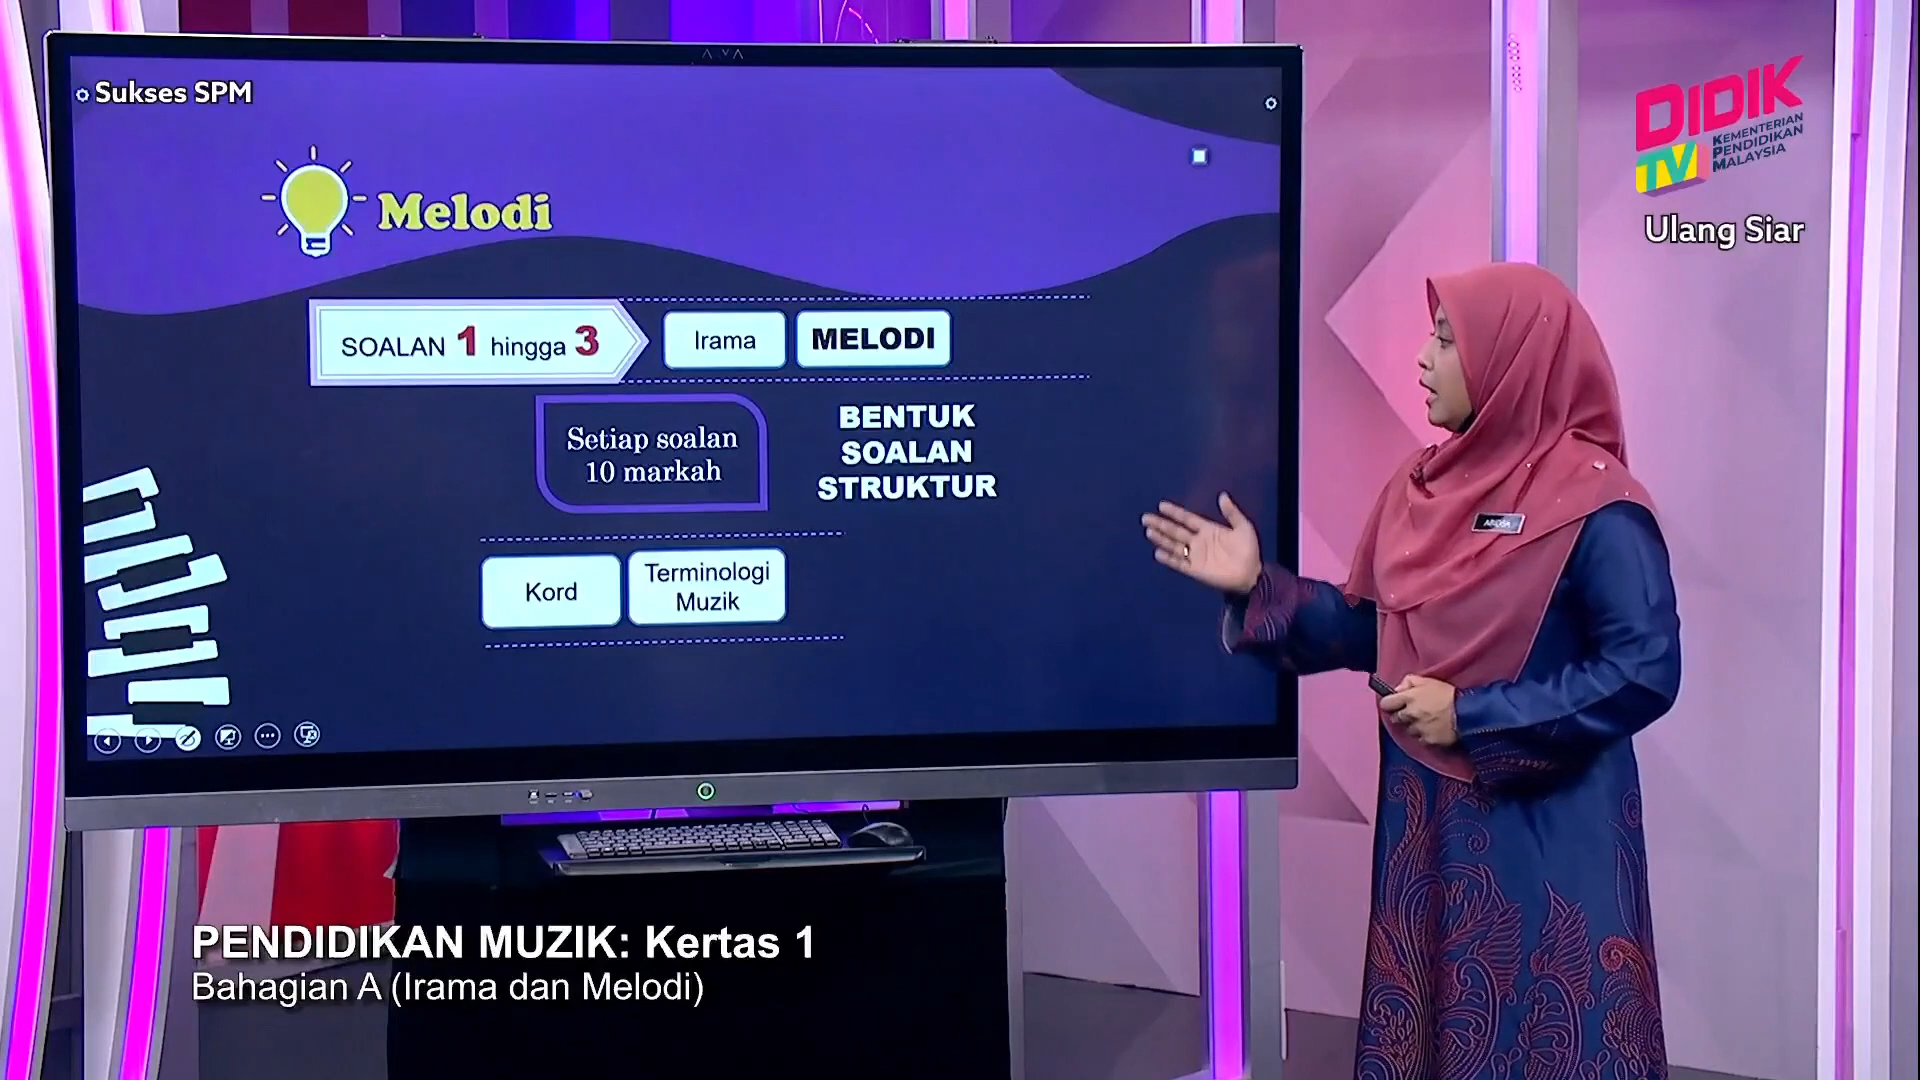 Sukses SPM
Melodi
SOALAN 1 hingga 3
Irama
MELODI
Setiap soalan
10 markah
BENTUK
SOALAN
STRUKTUR
Kord
Terminologi
Muzik
DIDIK
TV
KEMENTERIAN
PENDIDIKAN
MALAYSIA
Ulang Siar
PENDIDIKAN MUZIK: Kertas 1
Bahagian A (Irama dan Melodi)